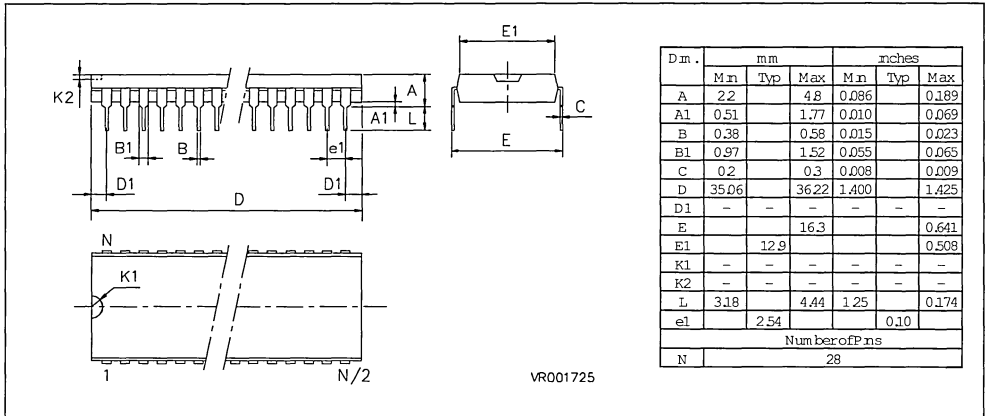 E1
K2
A
A1
L
C
B1
B
e1
E
D1
D1
D
N
K1
1
N/2
VR001725
Dim. mm inches
Min Typ Max Min Typ Max
A 2.2 4.8 0.086 0.189
A1 0.51 1.77 0.010 0.069
B 0.38 0.58 0.015 0.023
B1 0.97 1.52 0.055 0.065
C 0.2 0.3 0.008 0.009
D 35.06 36.22 1.400 1.425
D1 – – – – – –
E 16.3 0.641
E1 12.9 0.508
K1 – – – – – –
K2 – – – – – –
L 3.18 4.44 1.25 0.174
e1 2.54 0.10
Number of Pins
N 28